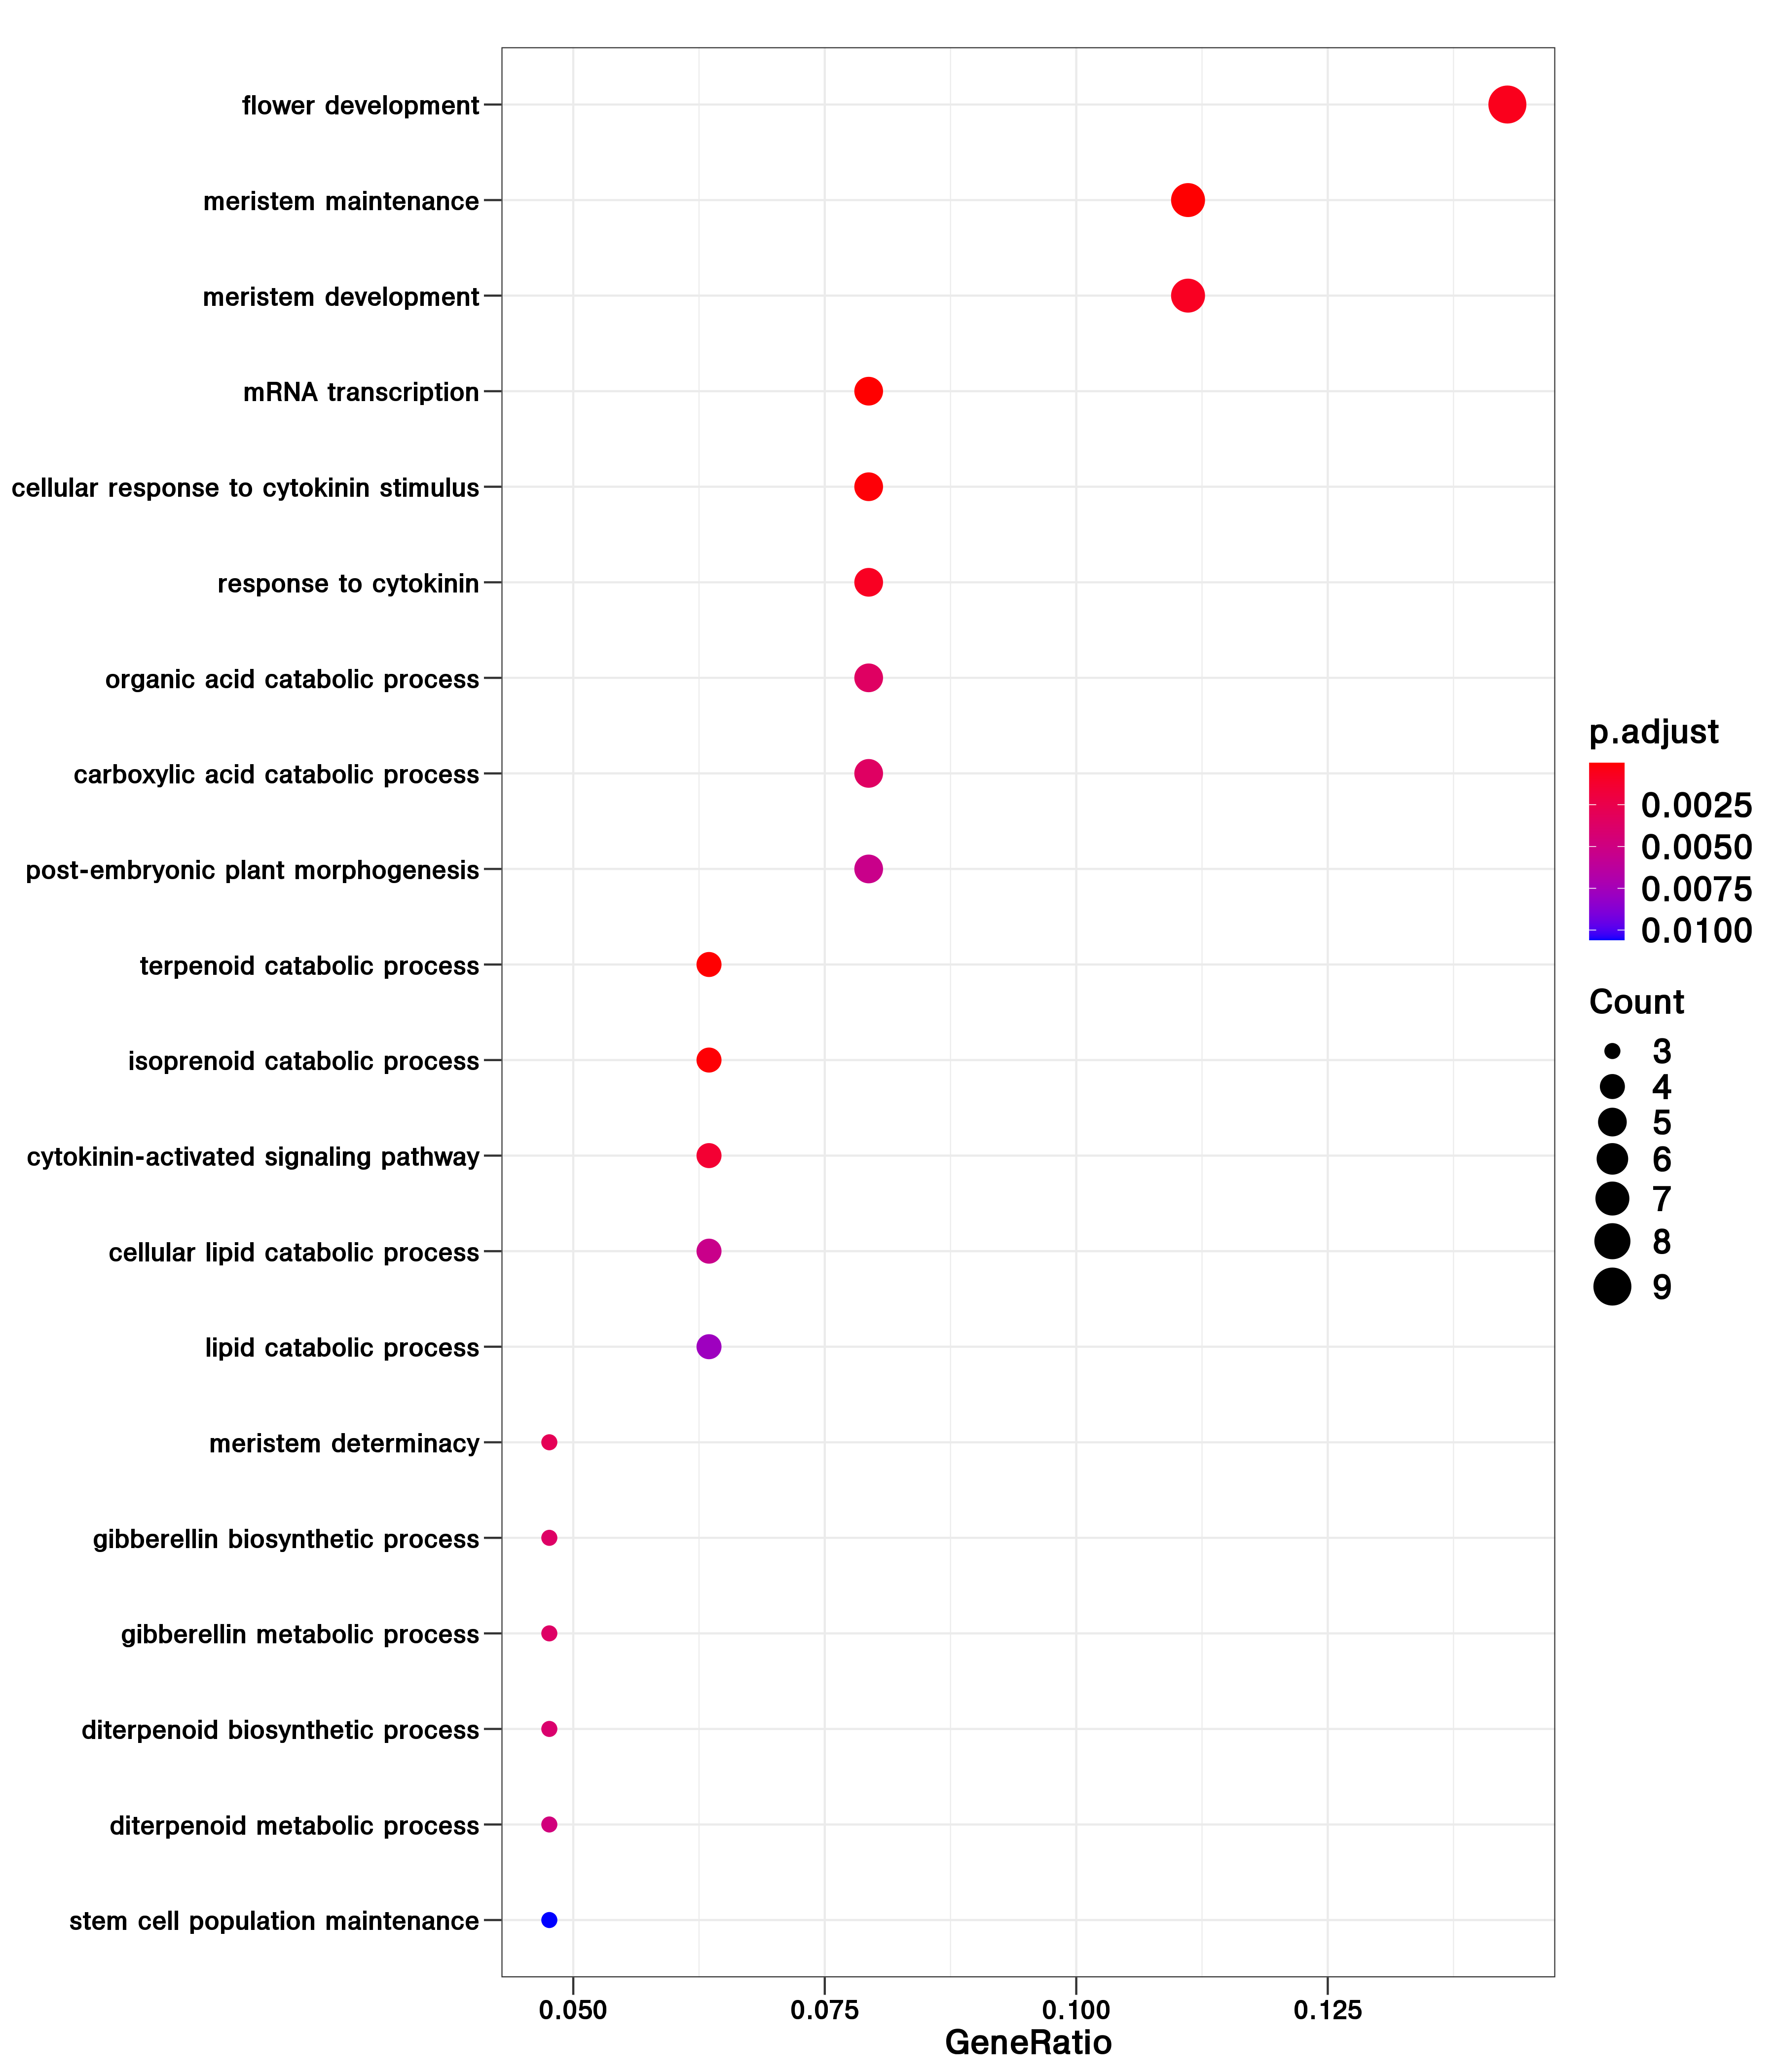 flower development
meristem maintenance
meristem development
mRNA transcription
cellular response to cytokinin stimulus
response to cytokinin
organic acid catabolic process
carboxylic acid catabolic process
post-embryonic plant morphogenesis
terpenoid catabolic process
isoprenoid catabolic process
cytokinin-activated signaling pathway
cellular lipid catabolic process
lipid catabolic process
meristem determinacy
gibberellin biosynthetic process
gibberellin metabolic process
diterpenoid biosynthetic process
diterpenoid metabolic process
stem cell population maintenance
0.050 0.075 0.100 0.125
GeneRatio
p.adjust
0.0025
0.0050
0.0075
0.0100
Count
3
4
5
6
7
8
9